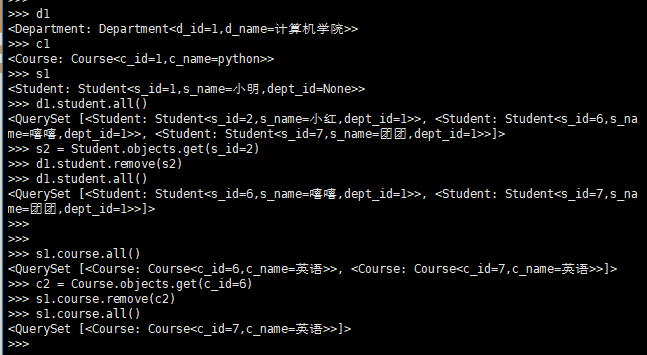 >>>
>>> d1
<Department: Department<d_id=1,d_name=计算机学院>>
>>> c1
<Course: Course<c_id=1,c_name=python>>
>>> s1
<Student: Student<s_id=1,s_name=小明,dept_id=None>>
>>> d1.student.all()
<QuerySet [<Student: Student<s_id=2,s_name=小红,dept_id=1>>, <Student: Student<s_id=6,s_na
me=嘻嘻,dept_id=1>>, <Student: Student<s_id=7,s_name=团团,dept_id=1>>]>
>>> s2 = Student.objects.get(s_id=2)
>>> d1.student.remove(s2)
>>> d1.student.all()
<QuerySet [<Student: Student<s_id=6,s_name=嘻嘻,dept_id=1>>, <Student: Student<s_id=7,s_na
me=团团,dept_id=1>>]>
>>>
>>>
>>> s1.course.all()
<QuerySet [<Course: Course<c_id=6,c_name=英语>>, <Course: Course<c_id=7,c_name=英语>>]>
>>> c2 = Course.objects.get(c_id=6)
>>> s1.course.remove(c2)
>>> s1.course.all()
<QuerySet [<Course: Course<c_id=7,c_name=英语>>]>
>>>